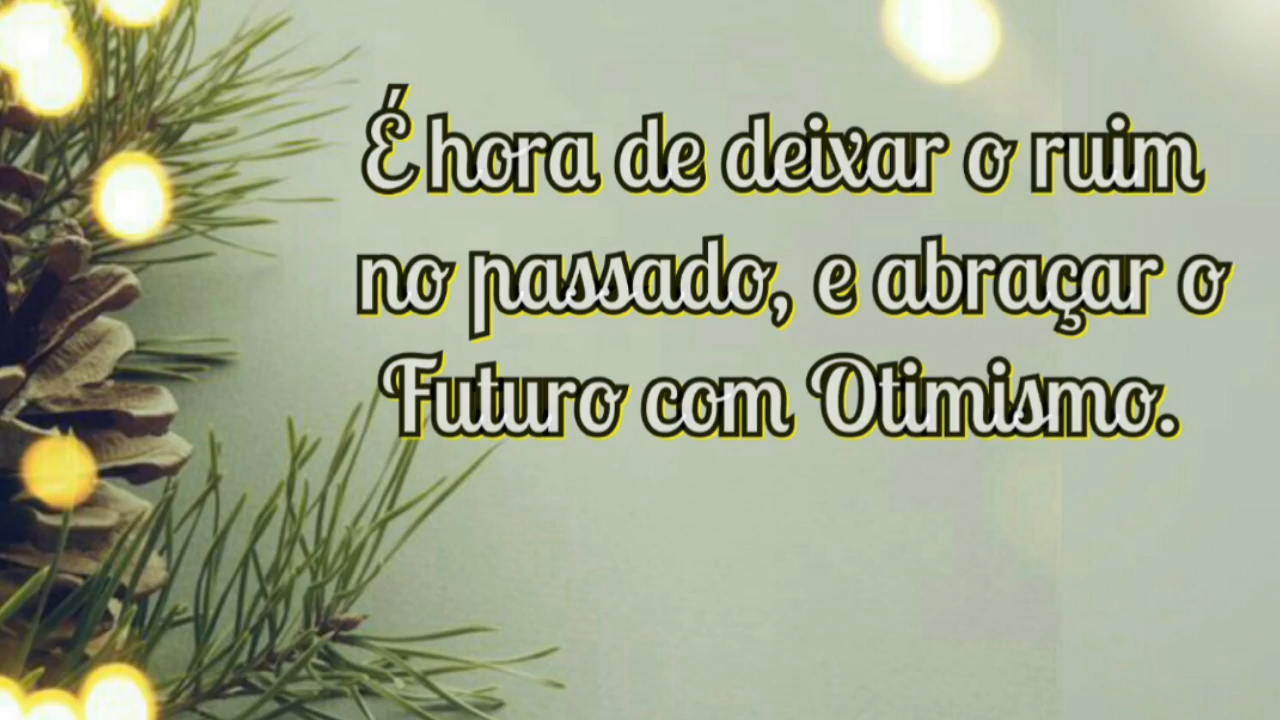 É hora de deixar o ruim
no passado, e abraçar o
Futuro com Otimismo.